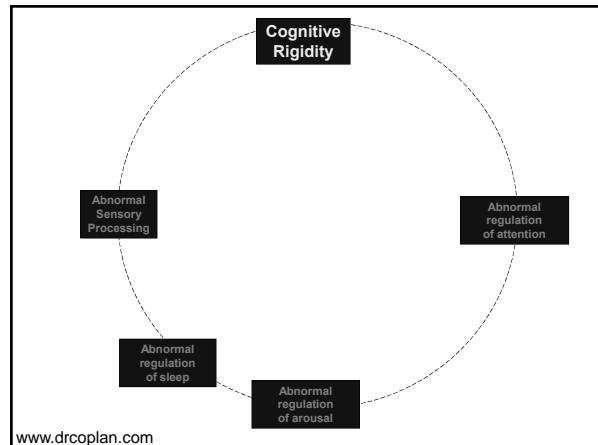 Cognitive
Rigidity
Abnormal
Sensory
Processing
Abnormal
regulation
of attention
Abnormal
regulation
of sleep
Abnormal
regulation
of arousal
www.drcoplan.com